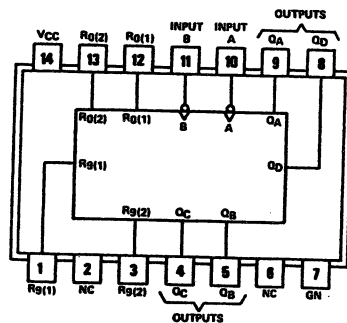 OUTPUTS
INPUT INPUT
VCC R0(2) R0(1) B A QA QD
14 13 12 11 10 9 8
R0(2) R0(1) B A QA
R9(1) QD
R9(2) QC QB
1 2 3 4 5 6 7
R9(1) NC R9(2) QC QB NC GN
OUTPUTS